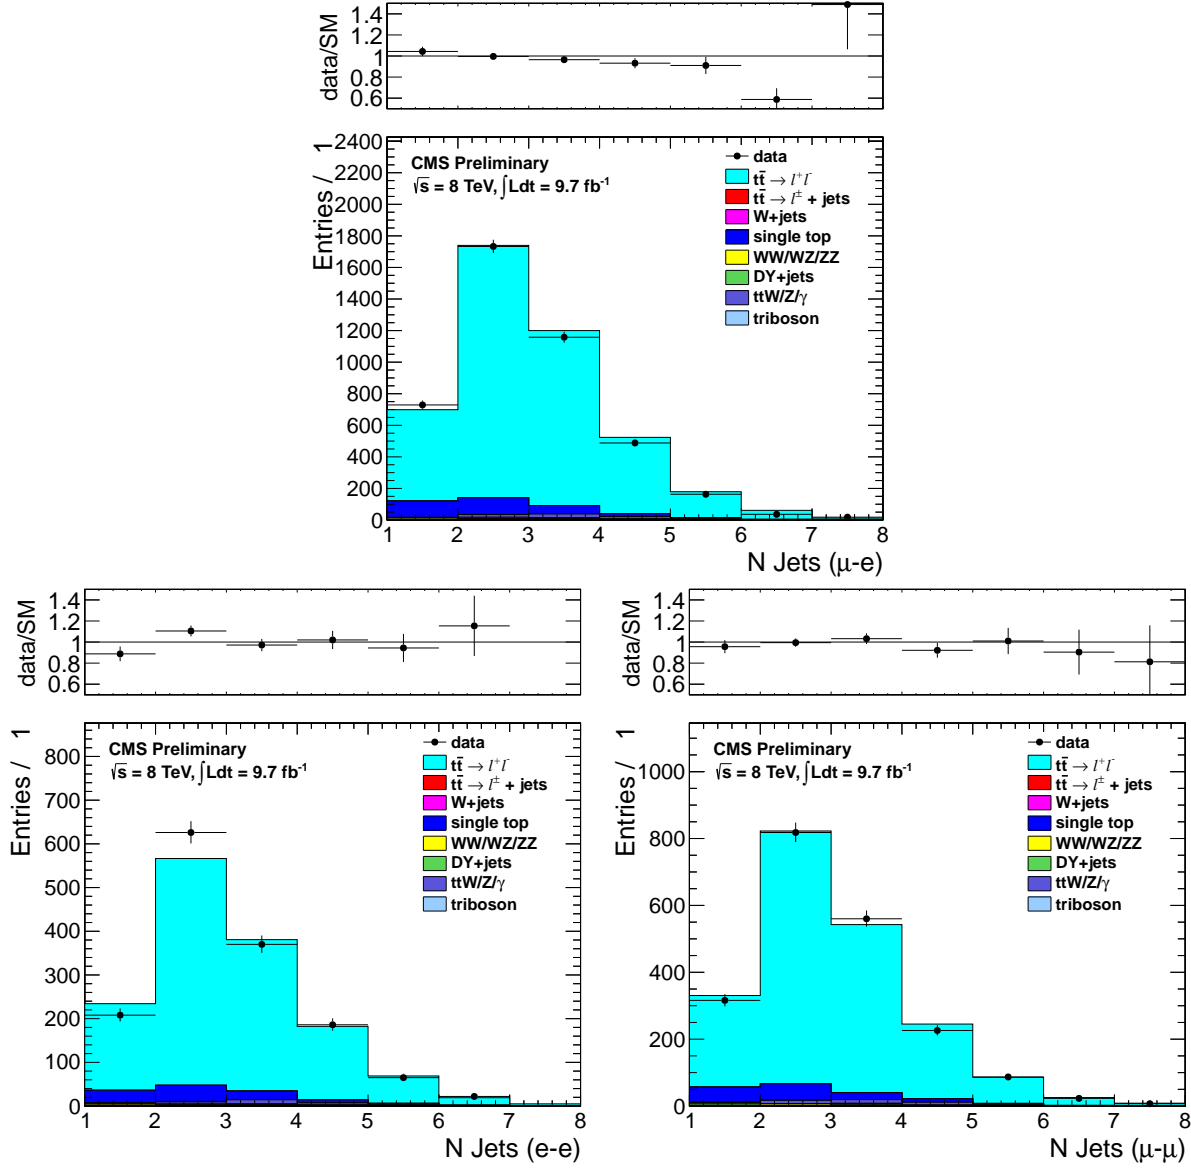 data/SM
1.4
1.2
1
0.8
0.6
Entries / 1
2400
2200
2000
1800
1600
1400
1200
1000
800
600
400
200
0
CMS Preliminary
√s = 8 TeV, ∫Ldt = 9.7 fb⁻¹
data
tt̄ → l⁺l⁻
tt̄ → l± + jets
W+jets
single top
WW/WZ/ZZ
DY+jets
ttW/Z/γ
triboson
1 2 3 4 5 6 7 8
N Jets (μ-e)
data/SM
1.4
1.2
1
0.8
0.6
Entries / 1
800
700
600
500
400
300
200
100
0
CMS Preliminary
√s = 8 TeV, ∫Ldt = 9.7 fb⁻¹
data
tt̄ → l⁺l⁻
tt̄ → l± + jets
W+jets
single top
WW/WZ/ZZ
DY+jets
ttW/Z/γ
triboson
1 2 3 4 5 6 7 8
N Jets (e-e)
data/SM
1.4
1.2
1
0.8
0.6
Entries / 1
1000
800
600
400
200
0
CMS Preliminary
√s = 8 TeV, ∫Ldt = 9.7 fb⁻¹
data
tt̄ → l⁺l⁻
tt̄ → l± + jets
W+jets
single top
WW/WZ/ZZ
DY+jets
ttW/Z/γ
triboson
1 2 3 4 5 6 7 8
N Jets (μ-μ)